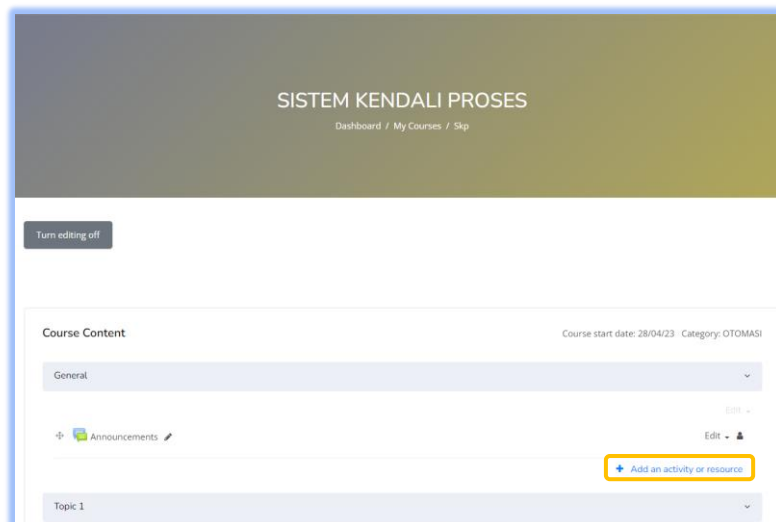 SISTEM KENDALI PROSES
Dashboard / My Courses / Skp
Turn editing off
Course Content
Course start date: 28/04/23 Category: OTOMASI
General
Edit
Announcements
Edit
+ Add an activity or resource
Topic 1